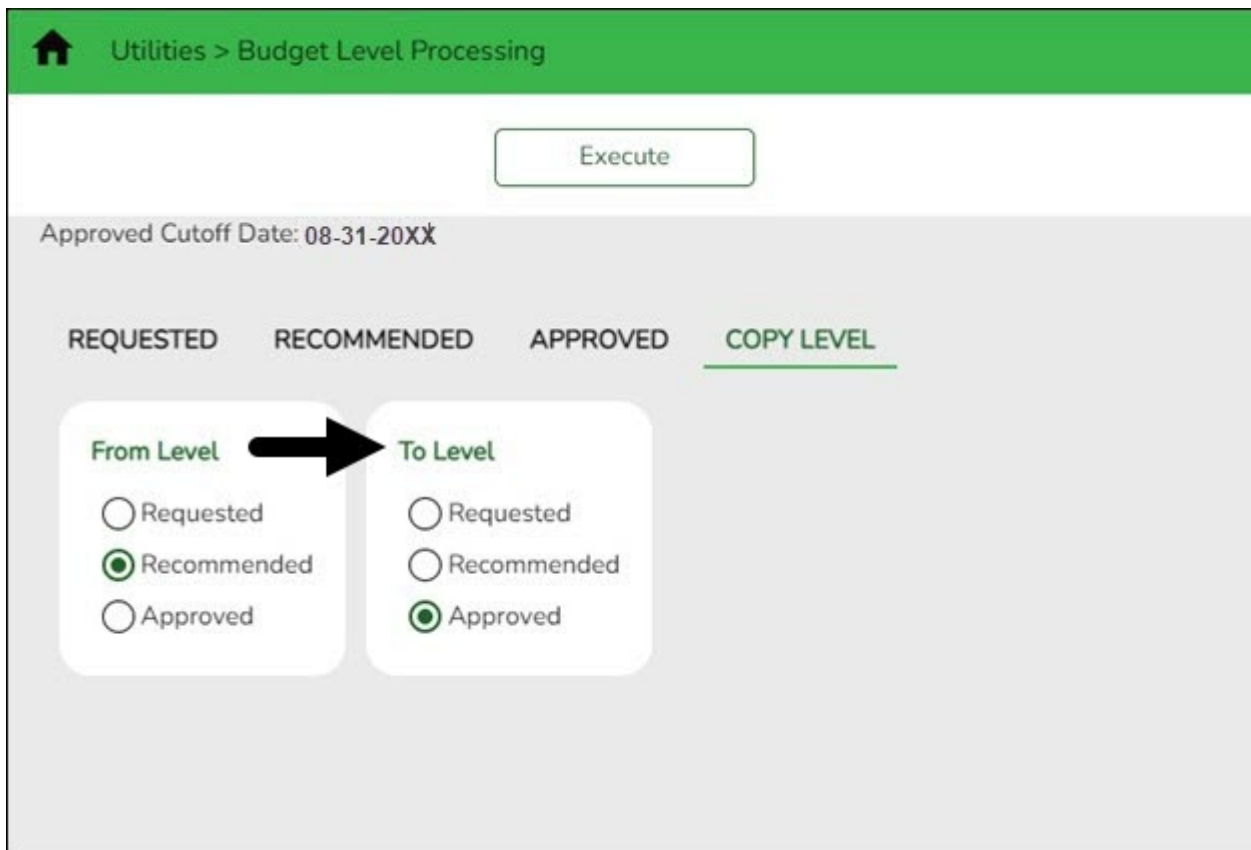 Utilities > Budget Level Processing
Execute
Approved Cutoff Date: 08-31-20XX
REQUESTED RECOMMENDED APPROVED COPY LEVEL
From Level To Level
Requested Requested
Recommended Recommended
Approved Approved